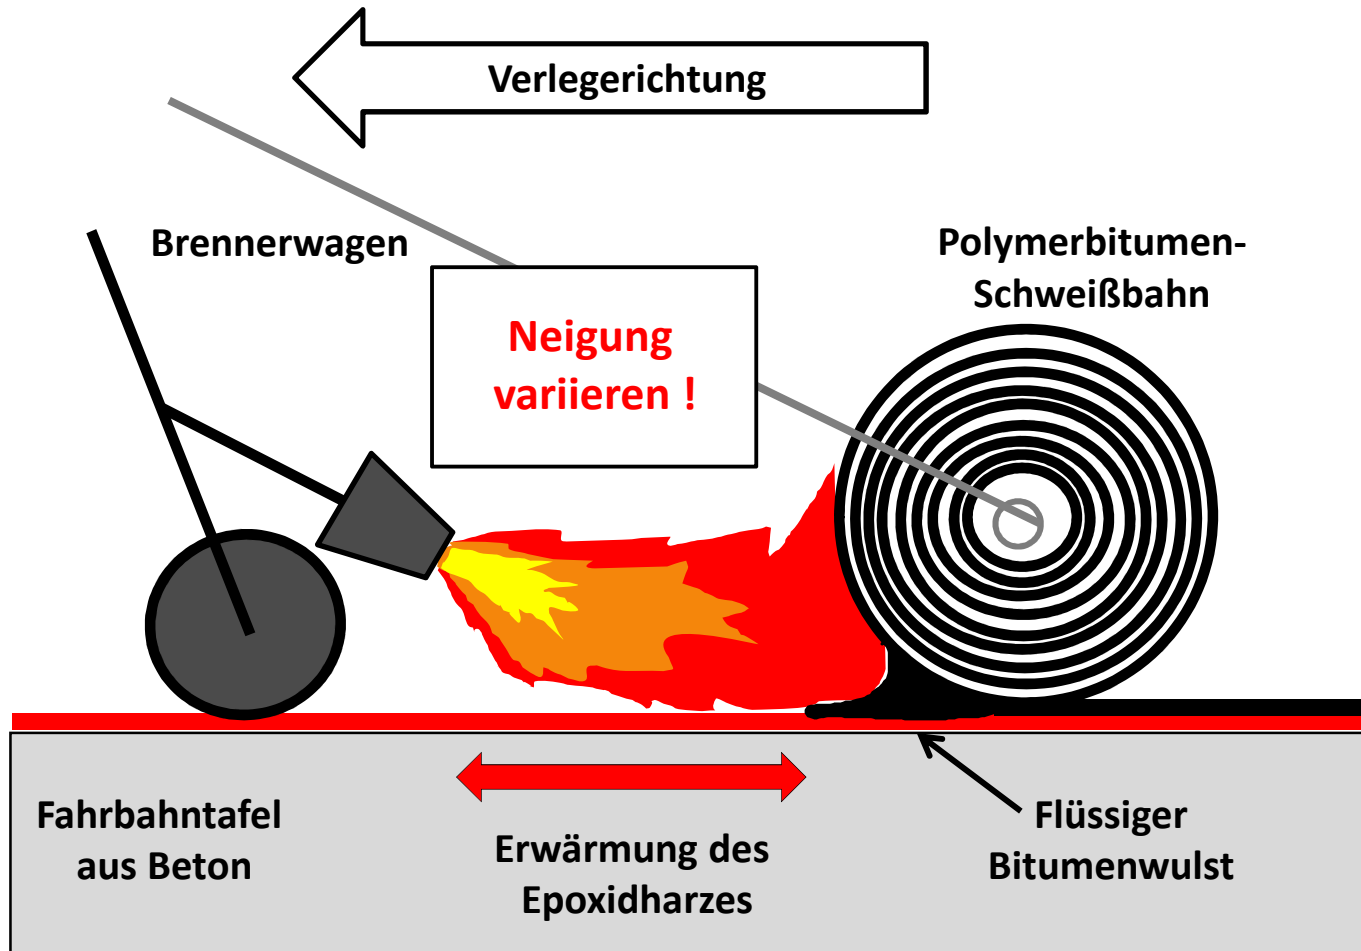 Verlegerichtung
Brennerwagen
Polymerbitumen-
Schweißbahn
Neigung
variieren !
Fahrbahntafel
aus Beton
Erwärmung des
Epoxidharzes
Flüssiger
Bitumenwulst